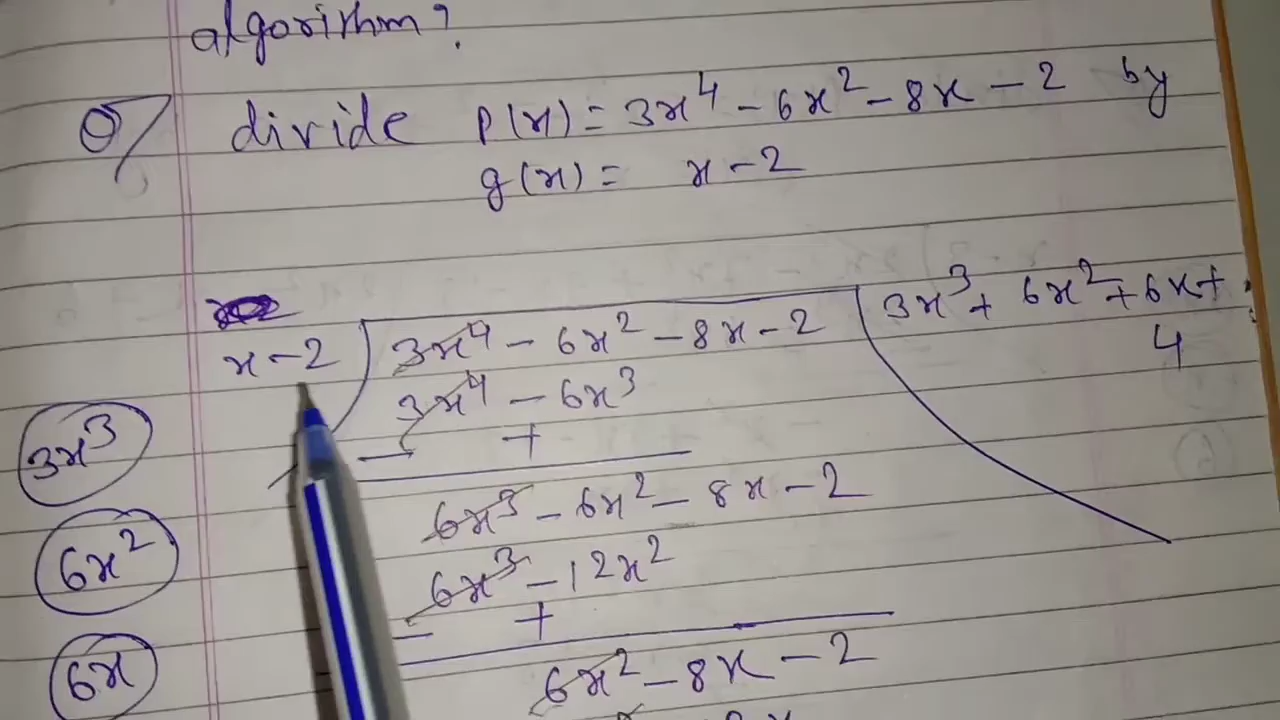 algorithm?
Q/ divide p(x) = 3x⁴ - 6x² - 8x - 2 by
g(x) = x - 2
x - 2 ) 3x⁴ - 6x² - 8x - 2 ( 3x³ + 6x² + 6x +
4
3x⁴ - 6x³
- +
3x³
6x³ - 6x² - 8x - 2
6x²
6x³ - 12x²
- +
6x
6x² - 8x - 2